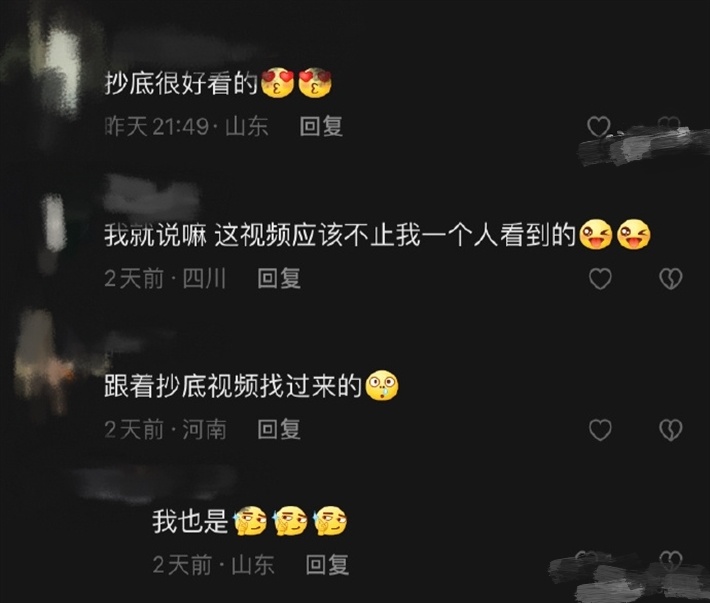 抄底很好看的😍😍
昨天 21:49 · 山东 回复
我就说嘛 这视频应该不止我一个人看到的😜😜
2天前 · 四川 回复
跟着抄底视频找过来的
2天前 · 河南 回复
我也是
2天前 · 山东 回复